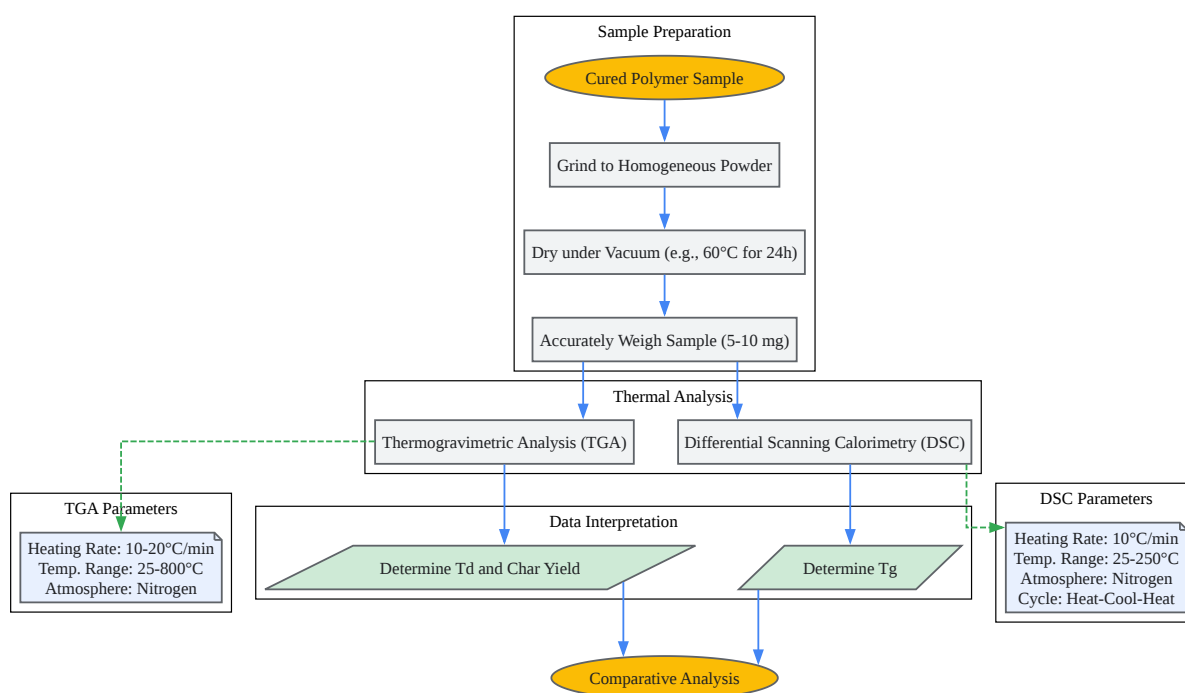 Sample Preparation
Cured Polymer Sample
Grind to Homogeneous Powder
Dry under Vacuum (e.g., 60°C for 24h)
Accurately Weigh Sample (5-10 mg)
Thermal Analysis
Thermogravimetric Analysis (TGA)
Differential Scanning Calorimetry (DSC)
TGA Parameters
Heating Rate: 10-20°C/min
Temp. Range: 25-800°C
Atmosphere: Nitrogen
Data Interpretation
Determine Td and Char Yield
Determine Tg
DSC Parameters
Heating Rate: 10°C/min
Temp. Range: 25-250°C
Atmosphere: Nitrogen
Cycle: Heat-Cool-Heat
Comparative Analysis